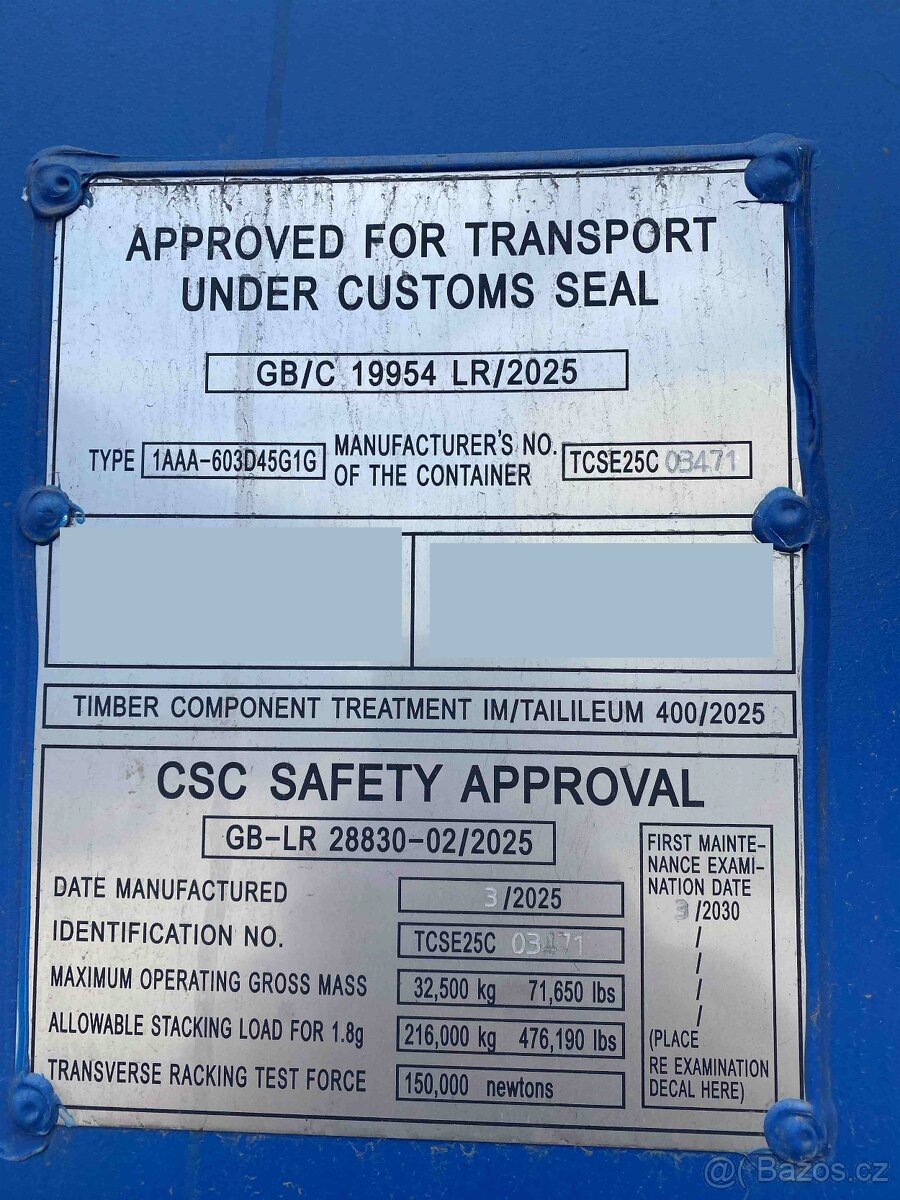 APPROVED FOR TRANSPORT
UNDER CUSTOMS SEAL
GB/C 19954 LR/2025
TYPE 1AAA-603D45G1G MANUFACTURER'S NO.
OF THE CONTAINER TCSE25C 03471
TIMBER COMPONENT TREATMENT IM/TAILILEUM 400/2025
CSC SAFETY APPROVAL
GB-LR 28830-02/2025
DATE MANUFACTURED 3/2025
IDENTIFICATION NO. TCSE25C 03471
MAXIMUM OPERATING GROSS MASS 32,500 kg 71,650 lbs
ALLOWABLE STACKING LOAD FOR 1.8g 216,000 kg 476,190 lbs
TRANSVERSE RACKING TEST FORCE 150,000 newtons
FIRST MAINTE-
NANCE EXAMI-
NATION DATE
3/2030
/
/
/
/
(PLACE
RE EXAMINATION
DECAL HERE)
@( Bazos.cz